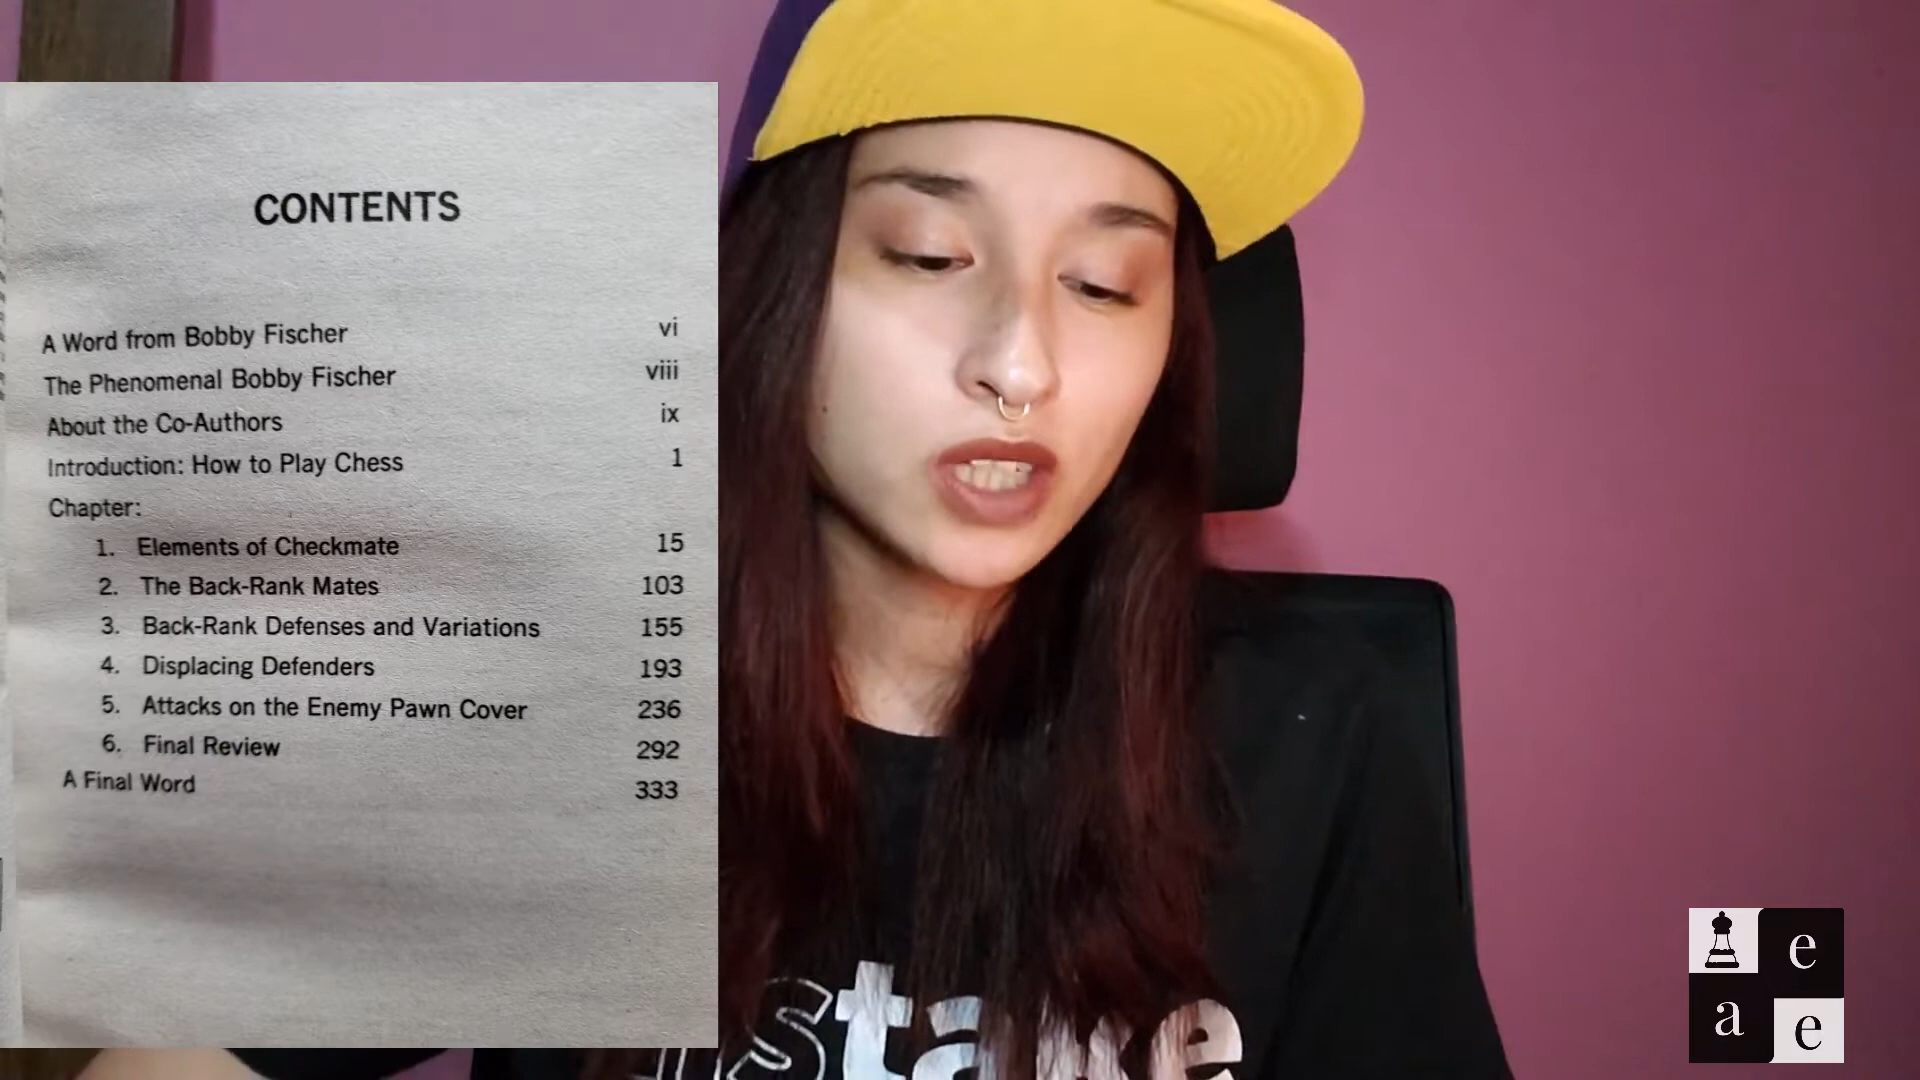 CONTENTS
A Word from Bobby Fischer vi
The Phenomenal Bobby Fischer viii
About the Co-Authors ix
Introduction: How to Play Chess 1
Chapter:
1. Elements of Checkmate 15
2. The Back-Rank Mates 103
3. Back-Rank Defenses and Variations 155
4. Displacing Defenders 193
5. Attacks on the Enemy Pawn Cover 236
6. Final Review 292
A Final Word 333
e
a e